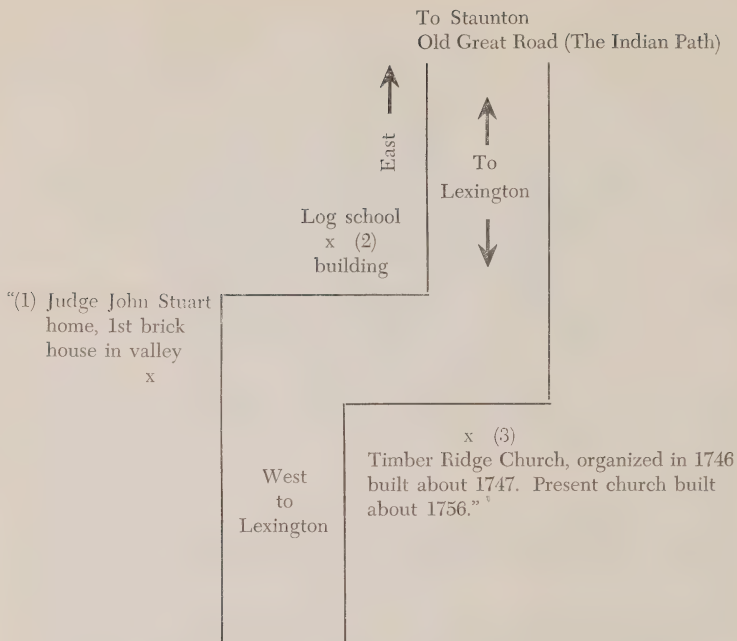 To Staunton
Old Great Road (The Indian Path)
East
To
Lexington
Log school
x (2)
building
"(1) Judge John Stuart
home, 1st brick
house in valley
x
x (3)
Timber Ridge Church, organized in 1746
built about 1747. Present church built
about 1756."
West
to
Lexington